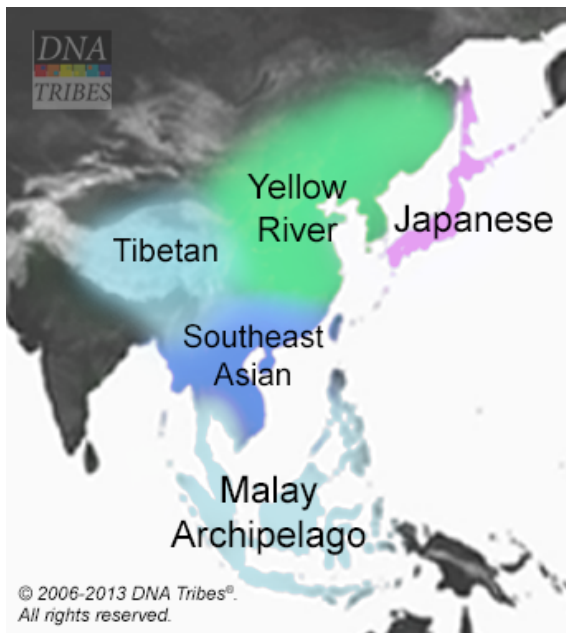 DNA
TRIBES
Yellow
River
Japanese
Tibetan
Southeast
Asian
Malay
Archipelago
© 2006-2013 DNA Tribes®.
All rights reserved.